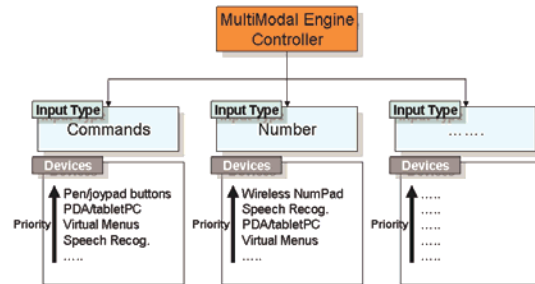 MultiModal Engine
Controller
Input Type
Commands
Devices
Priority
Pen/joypad buttons
PDA/tabletPC
Virtual Menus
Speech Recog.
.....
Input Type
Number
Devices
Priority
Wireless NumPad
Speech Recog.
PDA/tabletPC
Virtual Menus
.....
Input Type
.......
Devices
Priority
.....
.....
.....
.....
.....